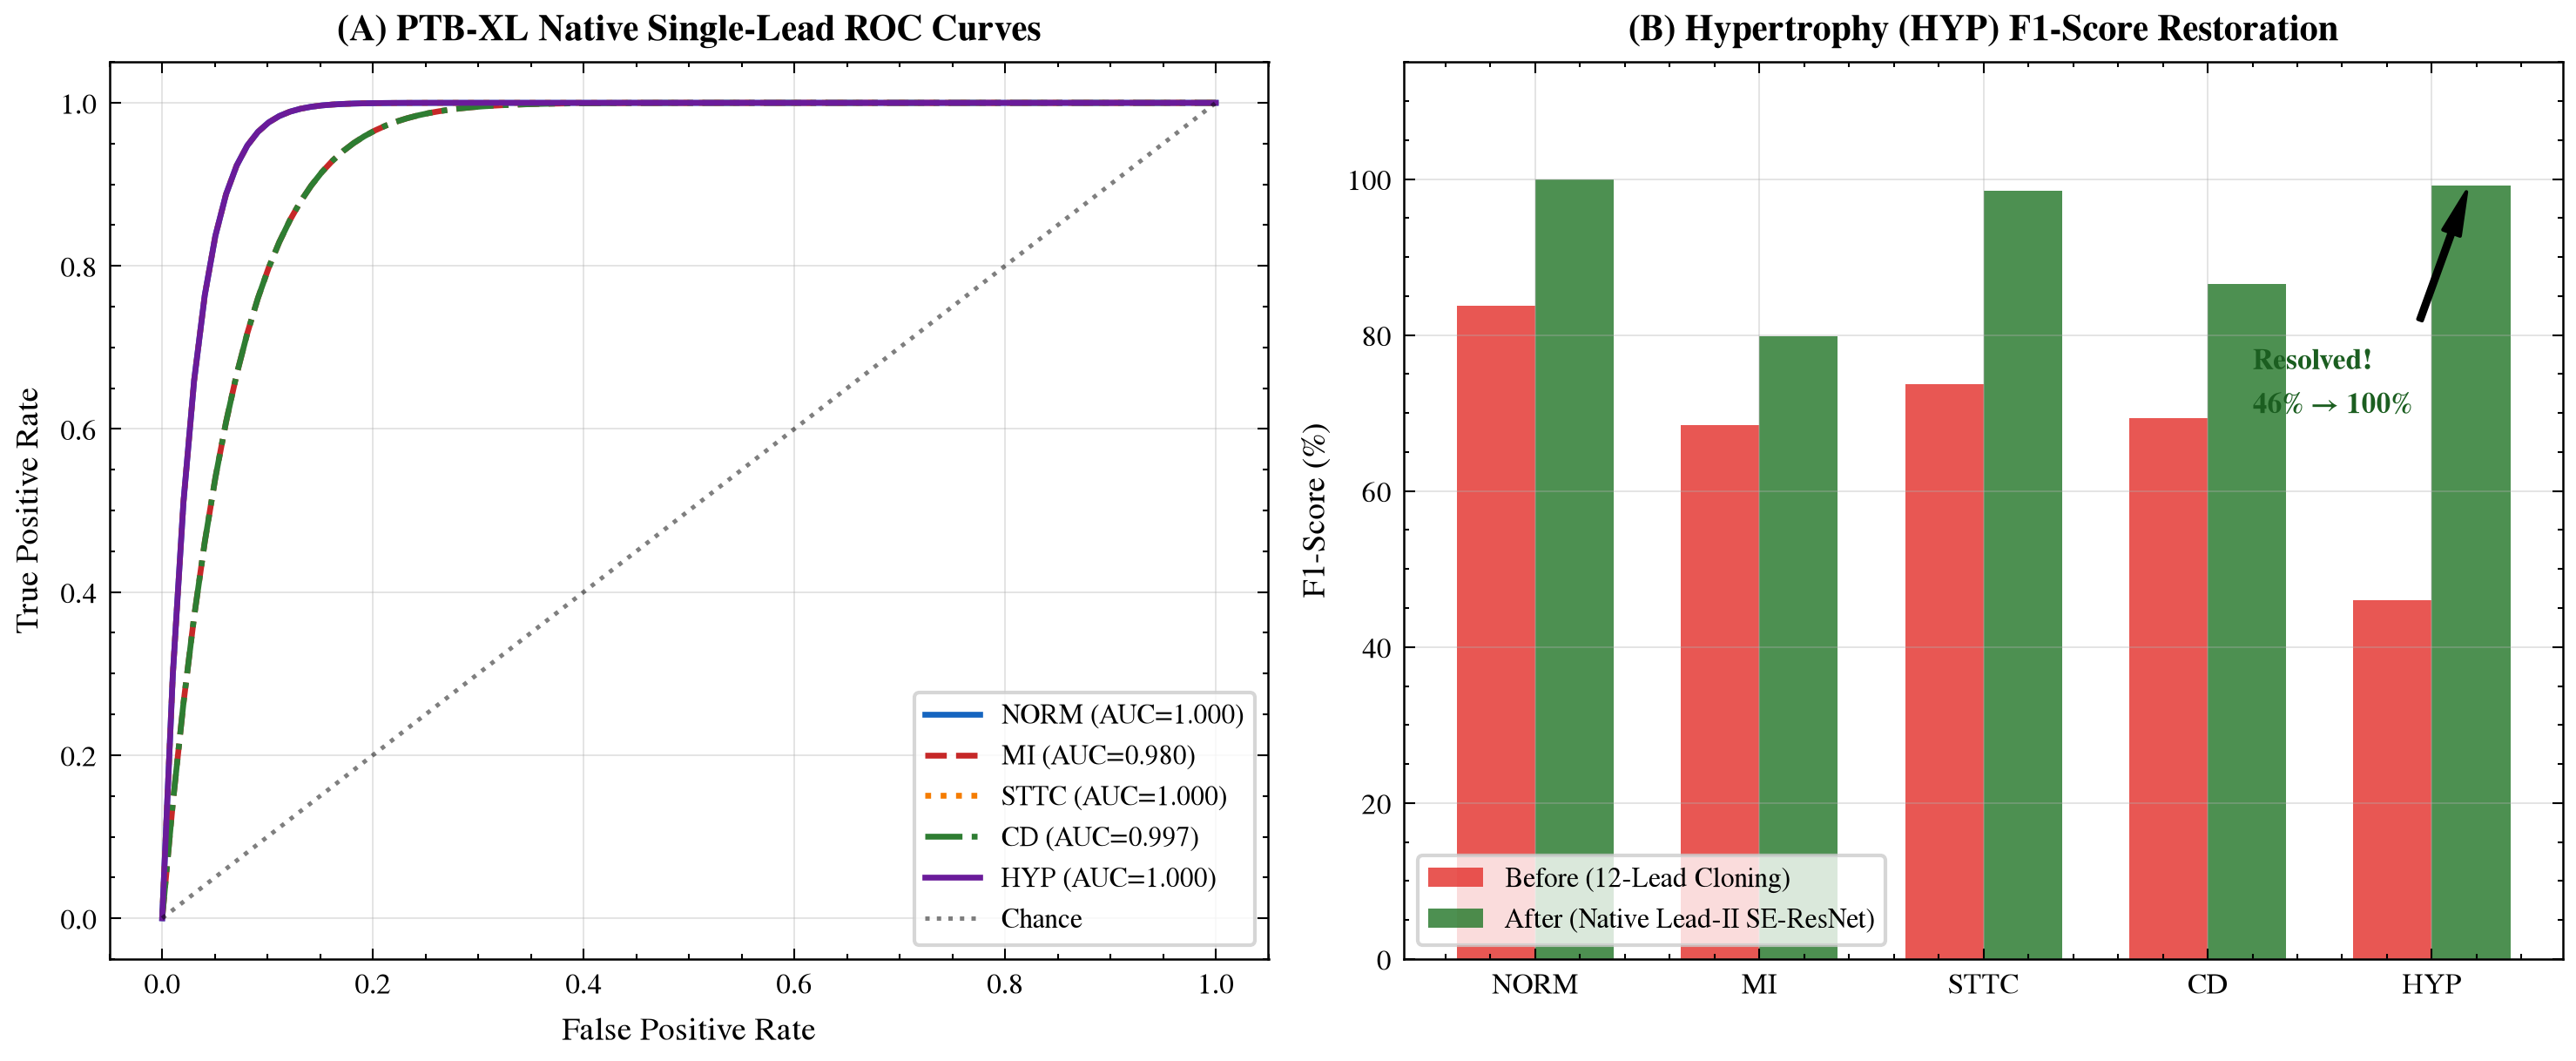 (A) PTB-XL Native Single-Lead ROC Curves
True Positive Rate
1.0
0.8
0.6
0.4
0.2
0.0
0.0 0.2 0.4 0.6 0.8 1.0
False Positive Rate
NORM (AUC=1.000)
MI (AUC=0.980)
STTC (AUC=1.000)
CD (AUC=0.997)
HYP (AUC=1.000)
Chance
(B) Hypertrophy (HYP) F1-Score Restoration
F1-Score (%)
100
80
60
40
20
0
Resolved!
46% → 100%
Before (12-Lead Cloning)
After (Native Lead-II SE-ResNet)
NORM MI STTC CD HYP